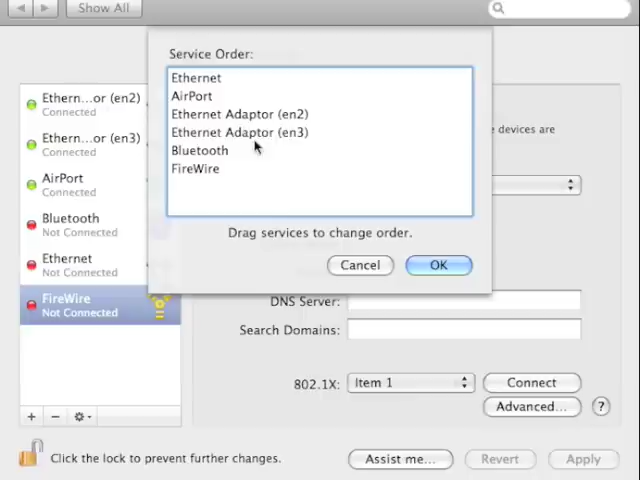 Show All
Service Order:
Ethernet
AirPort
Ethernet Adaptor (en2)
Ethernet Adaptor (en3)
Bluetooth
FireWire
Drag services to change order.
Cancel
OK
Ethern...or (en2)
Connected
Ethern...or (en3)
Connected
AirPort
Connected
Bluetooth
Not Connected
Ethernet
Not Connected
FireWire
Not Connected
e devices are
DNS Server:
Search Domains:
802.1X:
Item 1
Connect
Advanced...
?
Click the lock to prevent further changes.
Assist me...
Revert
Apply